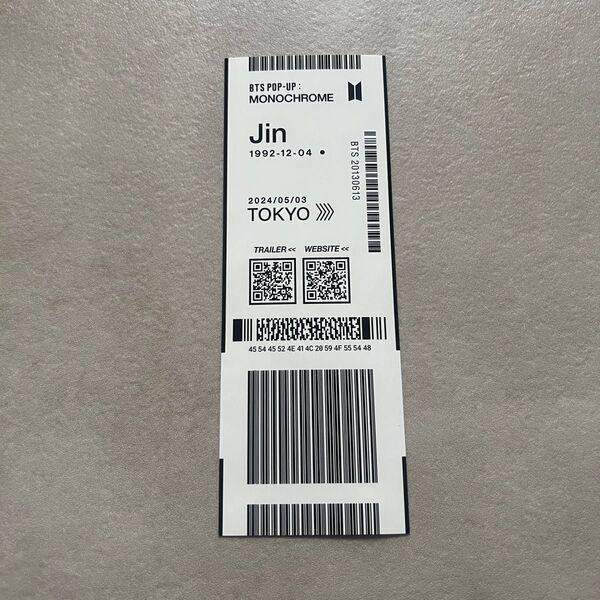 BTS POP-UP :
MONOCHROME
Jin
1992-12-04 •
BTS 20130613
2024/05/03
TOKYO
TRAILER << WEBSITE <<
45 54 45 52 4E 41 4C 20 59 4F 55 54 48